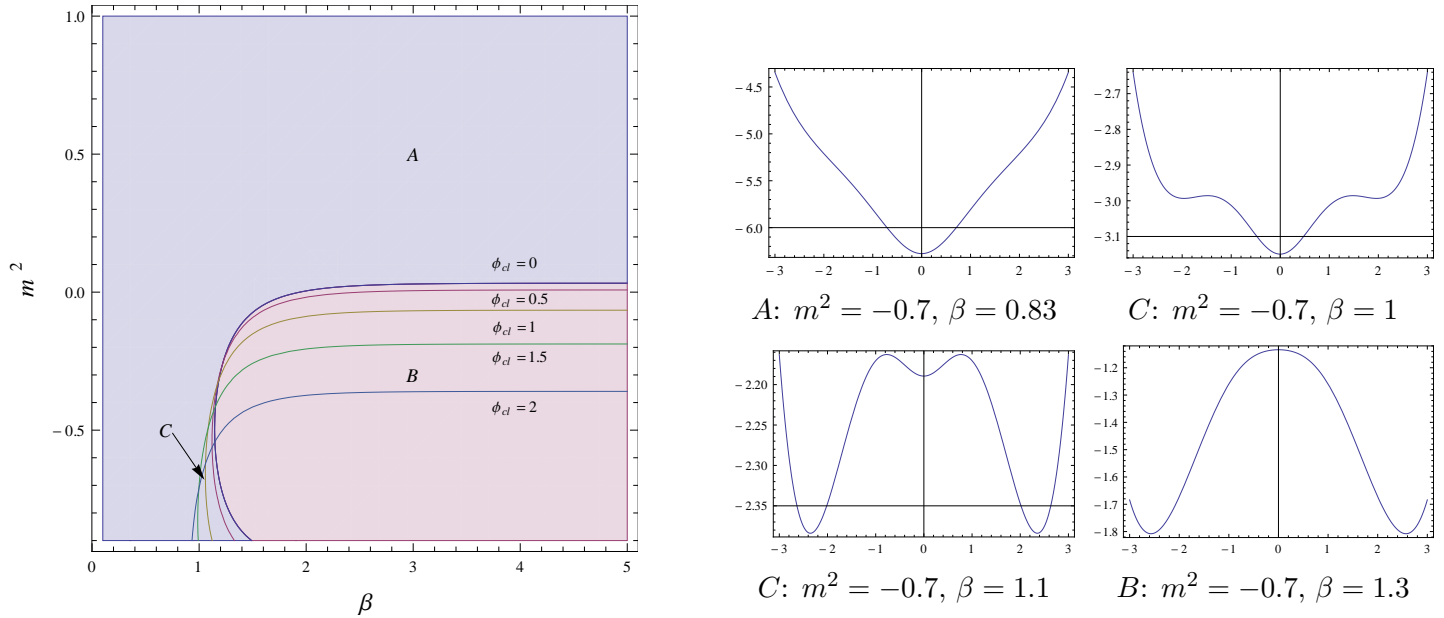 1.0
0.5
0.0
−0.5
m²
A
ϕcl = 0
ϕcl = 0.5
ϕcl = 1
ϕcl = 1.5
B
ϕcl = 2
C
0 1 2 3 4 5
β
−4.5
−5.0
−5.5
−6.0
−3 −2 −1 0 1 2 3
A: m² = −0.7, β = 0.83
−2.7
−2.8
−2.9
−3.0
−3.1
−3 −2 −1 0 1 2 3
C: m² = −0.7, β = 1
−2.20
−2.25
−2.30
−2.35
−3 −2 −1 0 1 2 3
C: m² = −0.7, β = 1.1
−1.2
−1.3
−1.4
−1.5
−1.6
−1.7
−1.8
−3 −2 −1 0 1 2 3
B: m² = −0.7, β = 1.3